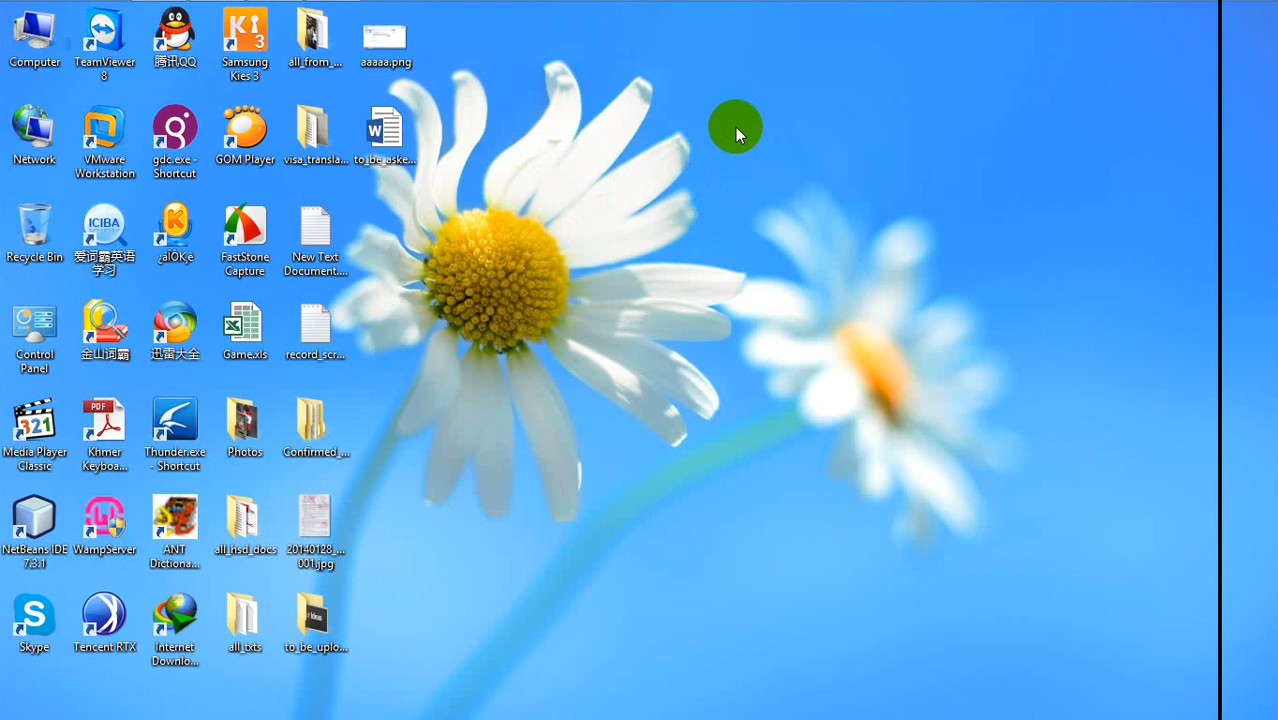 Computer
TeamViewer
8
腾讯QQ
Samsung
Kies 3
all_from_...
aaaaa.png
Network
VMware
Workstation
gdc.exe -
Shortcut
GOM Player
visa_transla...
to_be_aske...
Recycle Bin
爱词霸英语
学习
¿áÎÒK¸è
FastStone
Capture
New Text
Document....
Control
Panel
金山词霸
迅雷大全
Game.xls
record_scr...
Media Player
Classic
Khmer
Keyboa...
Thunder.exe
- Shortcut
Photos
Confirmed_...
NetBeans IDE
7.3.1
WampServer
ANT
Dictiona...
all_hsd_docs
20140128_...
001.jpg
Skype
Tencent RTX
Internet
Downlo...
all_txts
to_be_uplo...